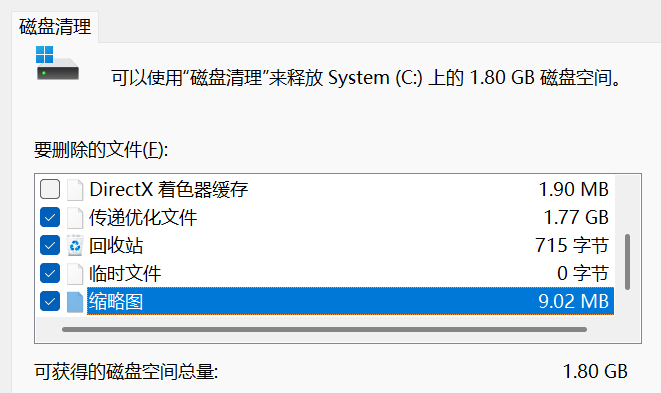 磁盘清理
可以使用“磁盘清理”来释放 System (C:) 上的 1.80 GB 磁盘空间。
要删除的文件(F):
DirectX 着色器缓存 1.90 MB
传递优化文件 1.77 GB
回收站 715 字节
临时文件 0 字节
缩略图 9.02 MB
可获得的磁盘空间总量: 1.80 GB